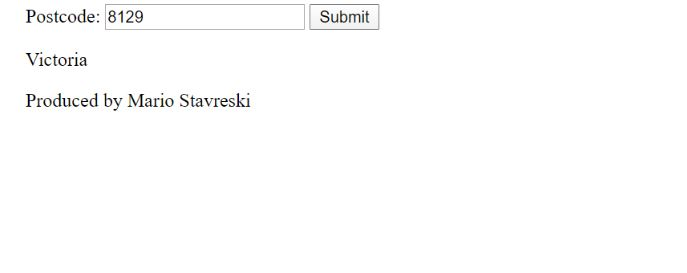 Postcode: 8129 Submit
Victoria
Produced by Mario Stavreski